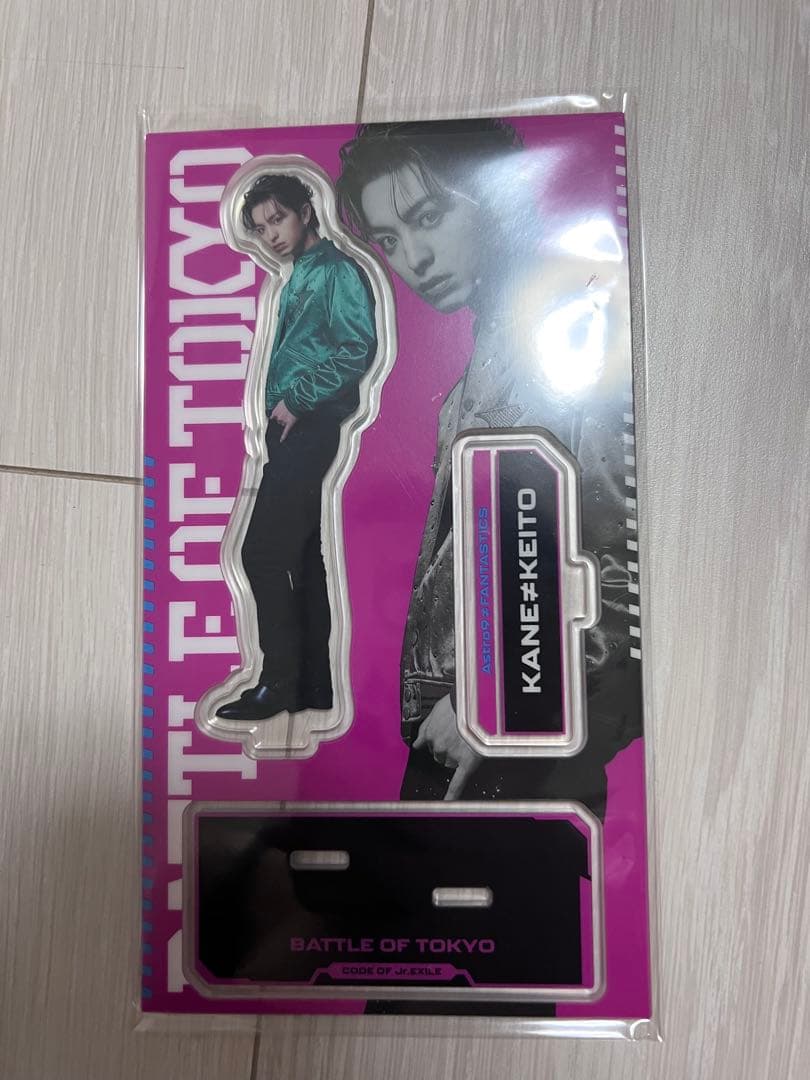 BATTLE OF TOKYO
Astro9≠FANTASTICS
KANE≠KEITO
BATTLE OF TOKYO
CODE OF Jr.EXILE